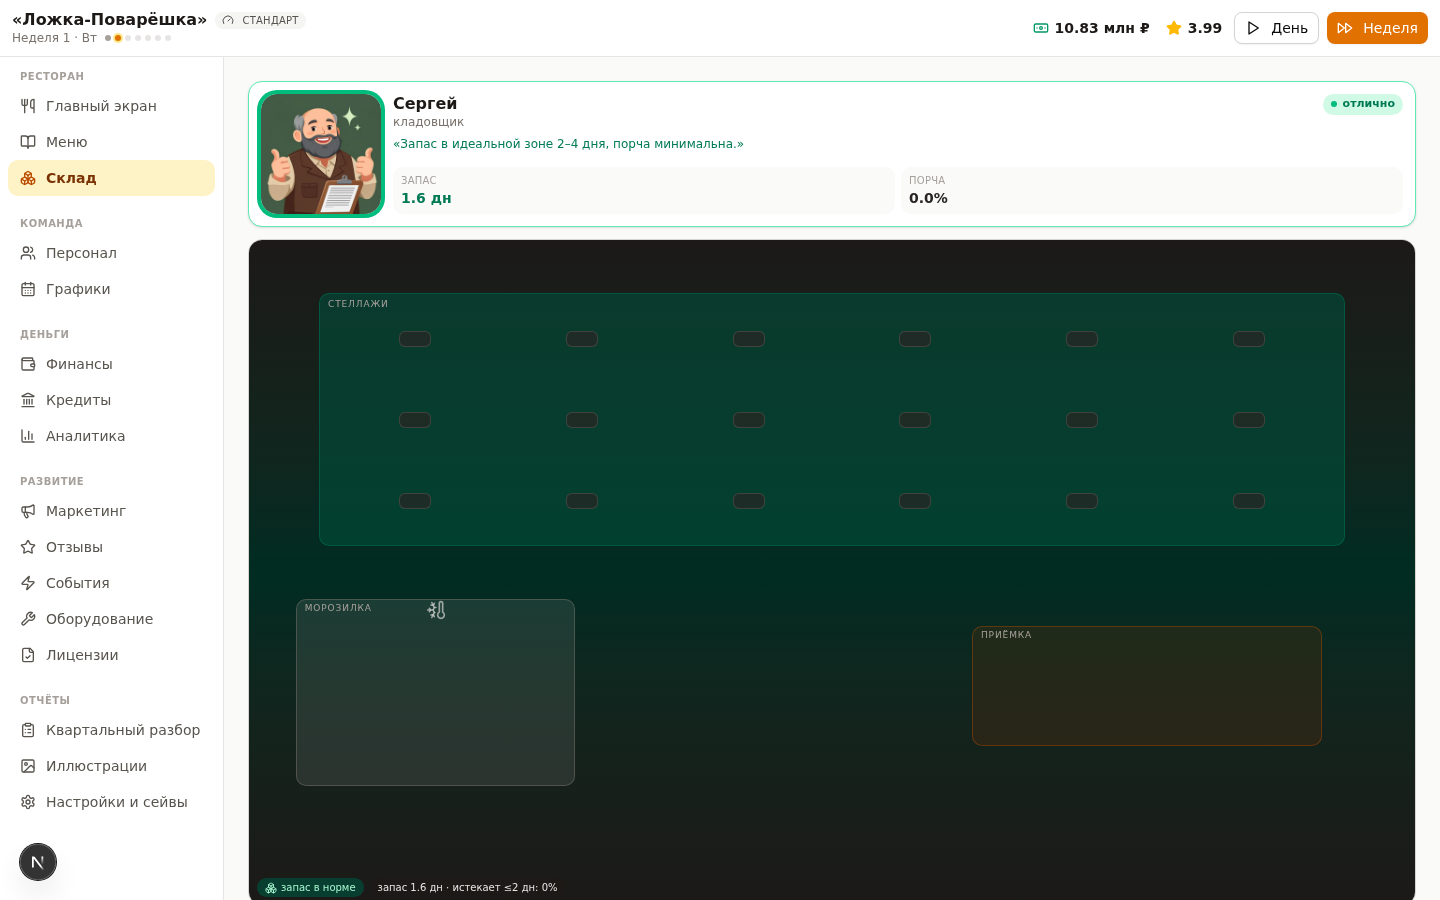 «Ложка-Поварёшка»
СТАНДАРТ
Неделя 1 · Вт
10.83 млн ₽
3.99
День
Неделя
РЕСТОРАН
Главный экран
Меню
Склад
КОМАНДА
Персонал
Графики
ДЕНЬГИ
Финансы
Кредиты
Аналитика
РАЗВИТИЕ
Маркетинг
Отзывы
События
Оборудование
Лицензии
ОТЧЁТЫ
Квартальный разбор
Иллюстрации
Настройки и сейвы
N
Сергей
отлично
кладовщик
«Запас в идеальной зоне 2–4 дня, порча минимальна.»
ЗАПАС
1.6 дн
ПОРЧА
0.0%
СТЕЛЛАЖИ
МОРОЗИЛКА
ПРИЁМКА
запас в норме
запас 1.6 дн · истекает ≤2 дн: 0%